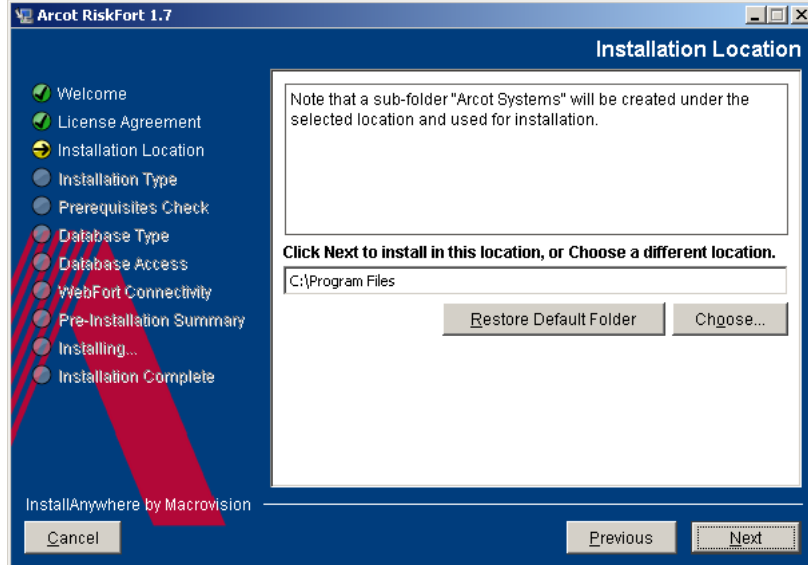 Arcot RiskFort 1.7
Installation Location
Welcome
License Agreement
Installation Location
Installation Type
Prerequisites Check
Database Type
Database Access
WebFort Connectivity
Pre-Installation Summary
Installing...
Installation Complete
Note that a sub-folder "Arcot Systems" will be created under the
selected location and used for installation.
Click Next to install in this location, or Choose a different location.
C:\Program Files
Restore Default Folder
Choose...
InstallAnywhere by Macrovision
Cancel
Previous
Next